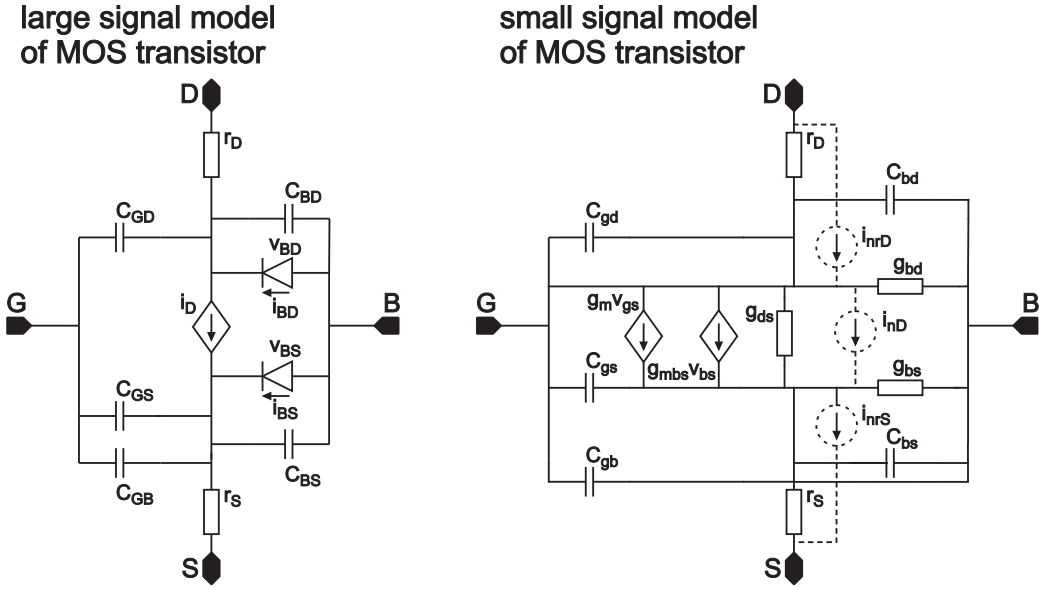 large signal model
of MOS transistor
D
rD
CBD
CGD
vBD
iBD
iD
G
B
vBS
iBS
CGS
CGB
CBS
rS
S
small signal model
of MOS transistor
D
rD
Cbd
Cgd
inrD
gbd
G
gmvgs
gds
inD
B
Cgs
gmbsvbs
gbs
inrS
Cgb
Cbs
rS
S